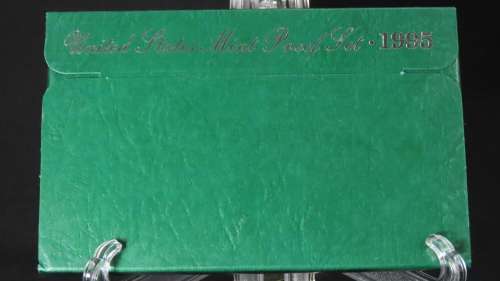 United States Mint Proof Set · 1995